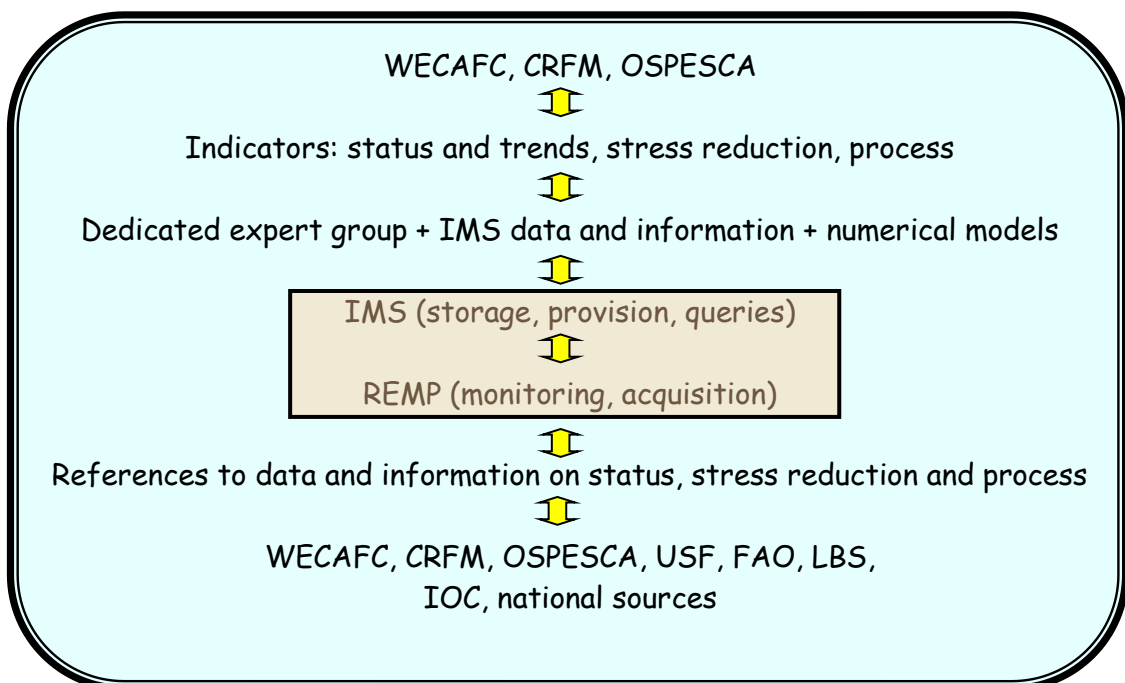 WECAFC, CRFM, OSPESCA
Indicators: status and trends, stress reduction, process
Dedicated expert group + IMS data and information + numerical models
IMS (storage, provision, queries)
REMP (monitoring, acquisition)
References to data and information on status, stress reduction and process
WECAFC, CRFM, OSPESCA, USF, FAO, LBS,
IOC, national sources